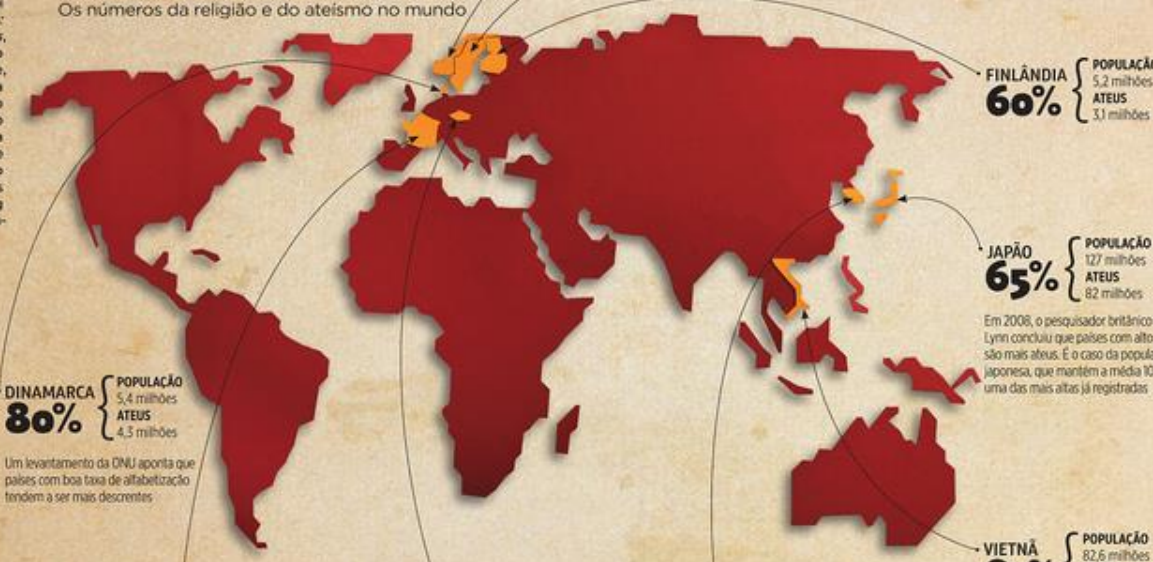 Os números da religião e do ateísmo no mundo
FINLÂNDIA
60%
POPULAÇÃO
5,2 milhões
ATEUS
3,1 milhões
JAPÃO
65%
POPULAÇÃO
127 milhões
ATEUS
82 milhões
Em 2008, o pesquisador britânico
Lynn concluiu que países com alto
são mais ateus. É o caso da popula
japonesa, que mantém a média 10
uma das mais altas já registradas
DINAMARCA
80%
POPULAÇÃO
5,4 milhões
ATEUS
4,3 milhões
Um levantamento da ONU aponta que
países com boa taxa de alfabetização
tendem a ser mais descrentes
VIETNÃ
POPULAÇÃO
82,6 milhões